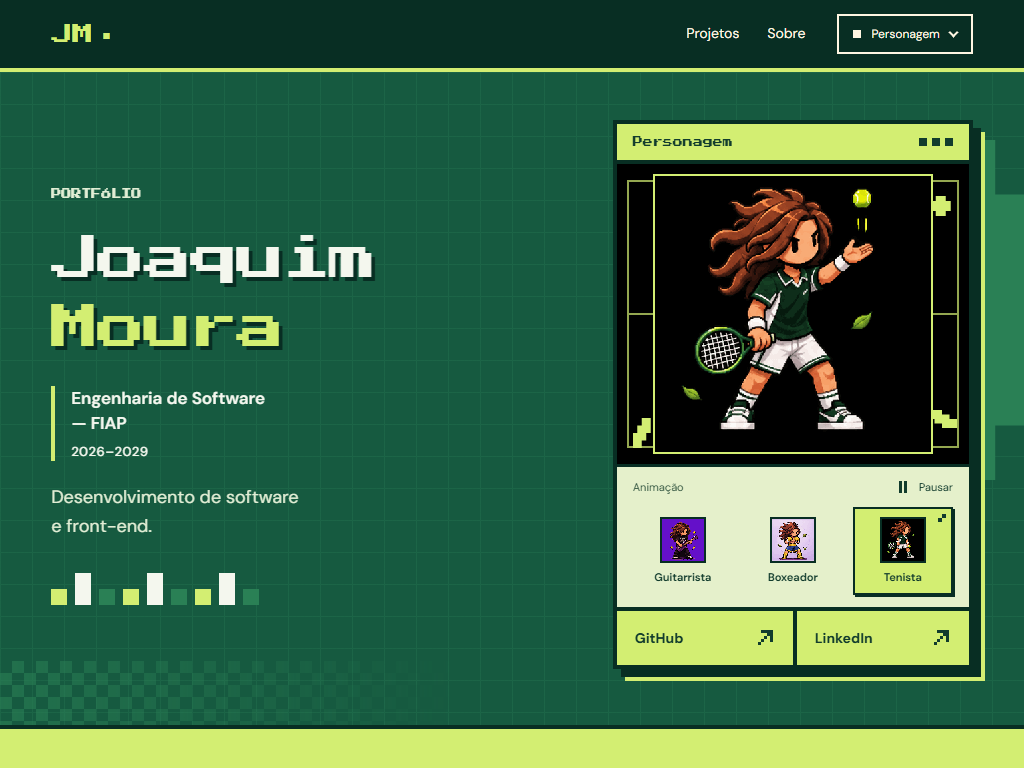 JM.
Projetos
Sobre
Personagem
PORTFóLIO
Joaquim
Moura
Engenharia de Software
— FIAP
2026–2029
Desenvolvimento de software
e front-end.
Personagem
Animação
Pausar
Guitarrista
Boxeador
Tenista
GitHub
LinkedIn